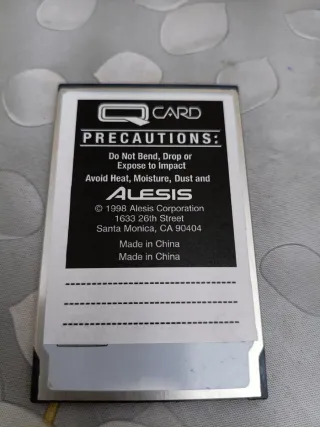 Q CARD
PRECAUTIONS:
Do Not Bend, Drop or
Expose to Impact
Avoid Heat, Moisture, Dust and
ALESIS
© 1998 Alesis Corporation
1633 26th Street
Santa Monica, CA 90404
Made in China
Made in China